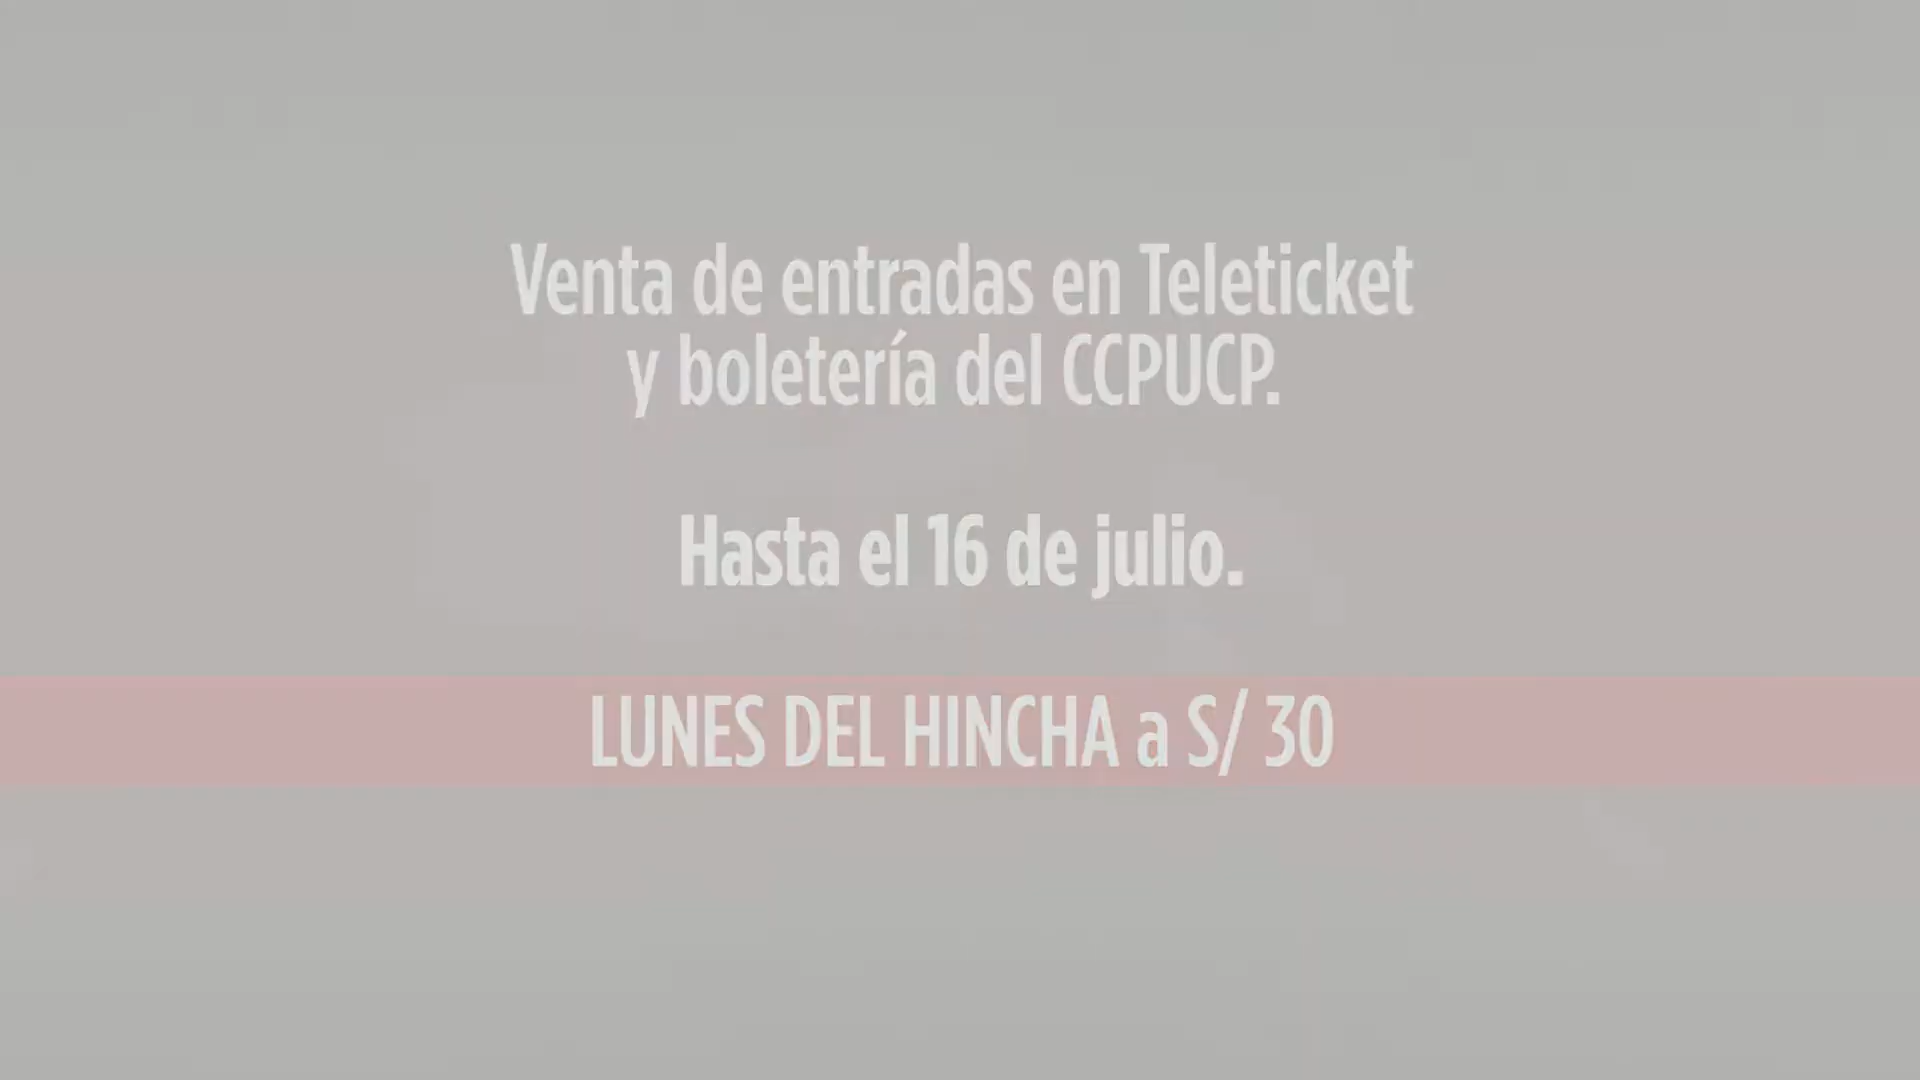 Venta de entradas en Teleticket
y boletería del CCPUCP.
Hasta el 16 de julio.
LUNES DEL HINCHA a S/ 30